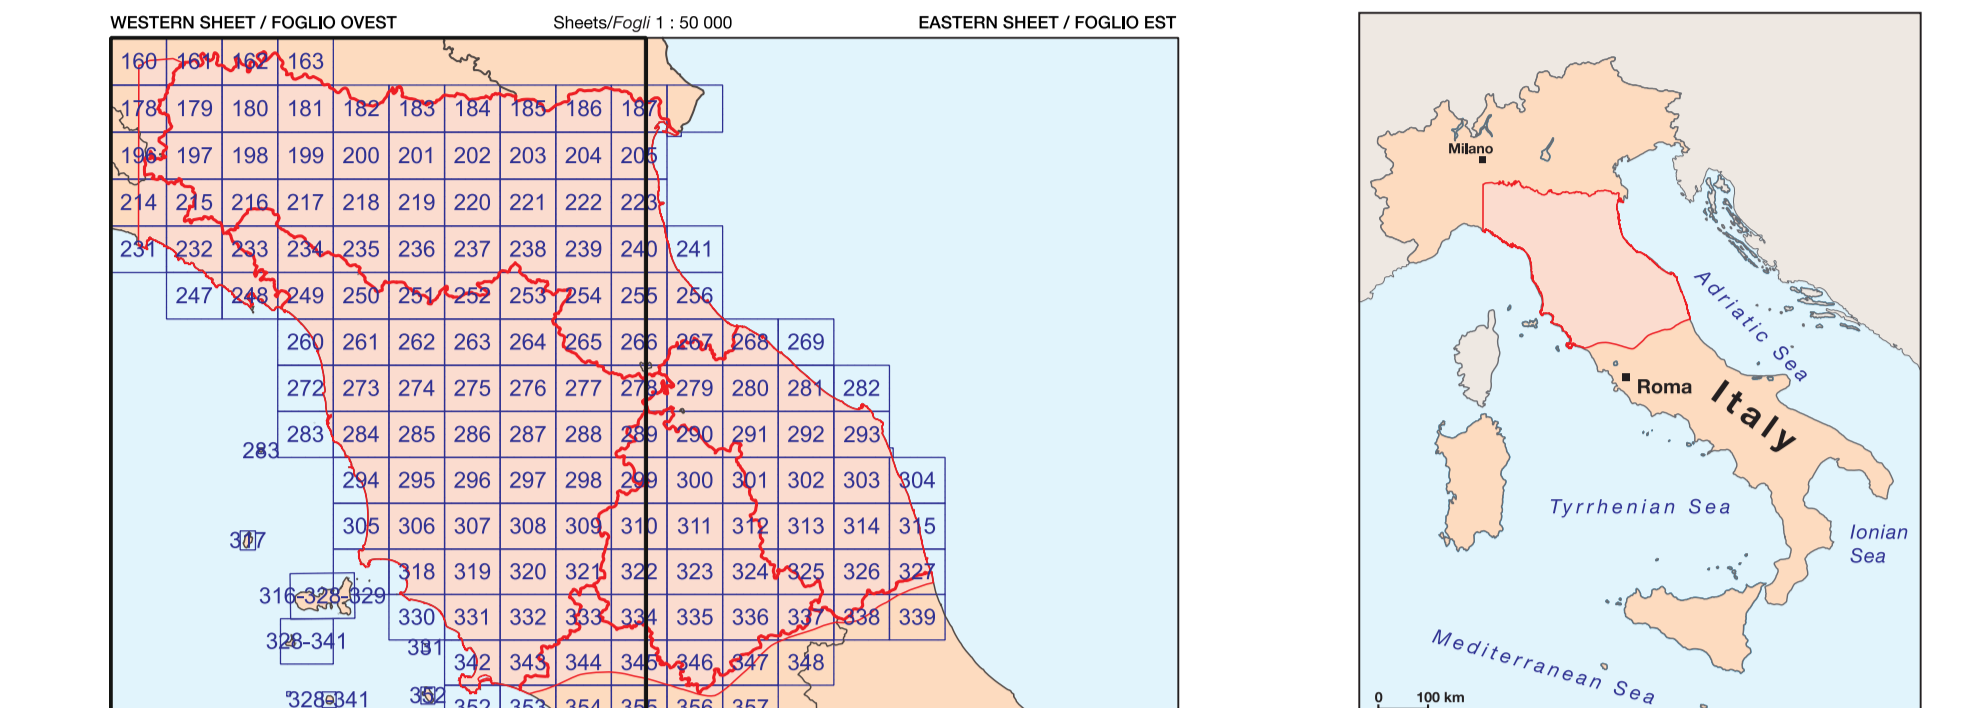 WESTERN SHEET / FOGLIO OVEST Sheets/Fogli 1 : 50 000 EASTERN SHEET / FOGLIO EST
160 161 162 163
178 179 180 181 182 183 184 185 186 187
196 197 198 199 200 201 202 203 204 205
214 215 216 217 218 219 220 221 222 223
231 232 233 234 235 236 237 238 239 240 241
247 248 249 250 251 252 253 254 255 256
260 261 262 263 264 265 266 267 268 269
272 273 274 275 276 277 278 279 280 281 282
283 284 285 286 287 288 289 290 291 292 293
283
294 295 296 297 298 299 300 301 302 303 304
305 306 307 308 309 310 311 312 313 314 315
317
318 319 320 321 322 323 324 325 326 327
316-328-329
330 331 332 333 334 335 336 337 338 339
328-341
331
342 343 344 345 346 347 348
328-341
352 353 354 355 356 357
Milano
Adriatic Sea
Roma
Italy
Tyrrhenian Sea
Ionian
Sea
Mediterranean Sea
0 100 km